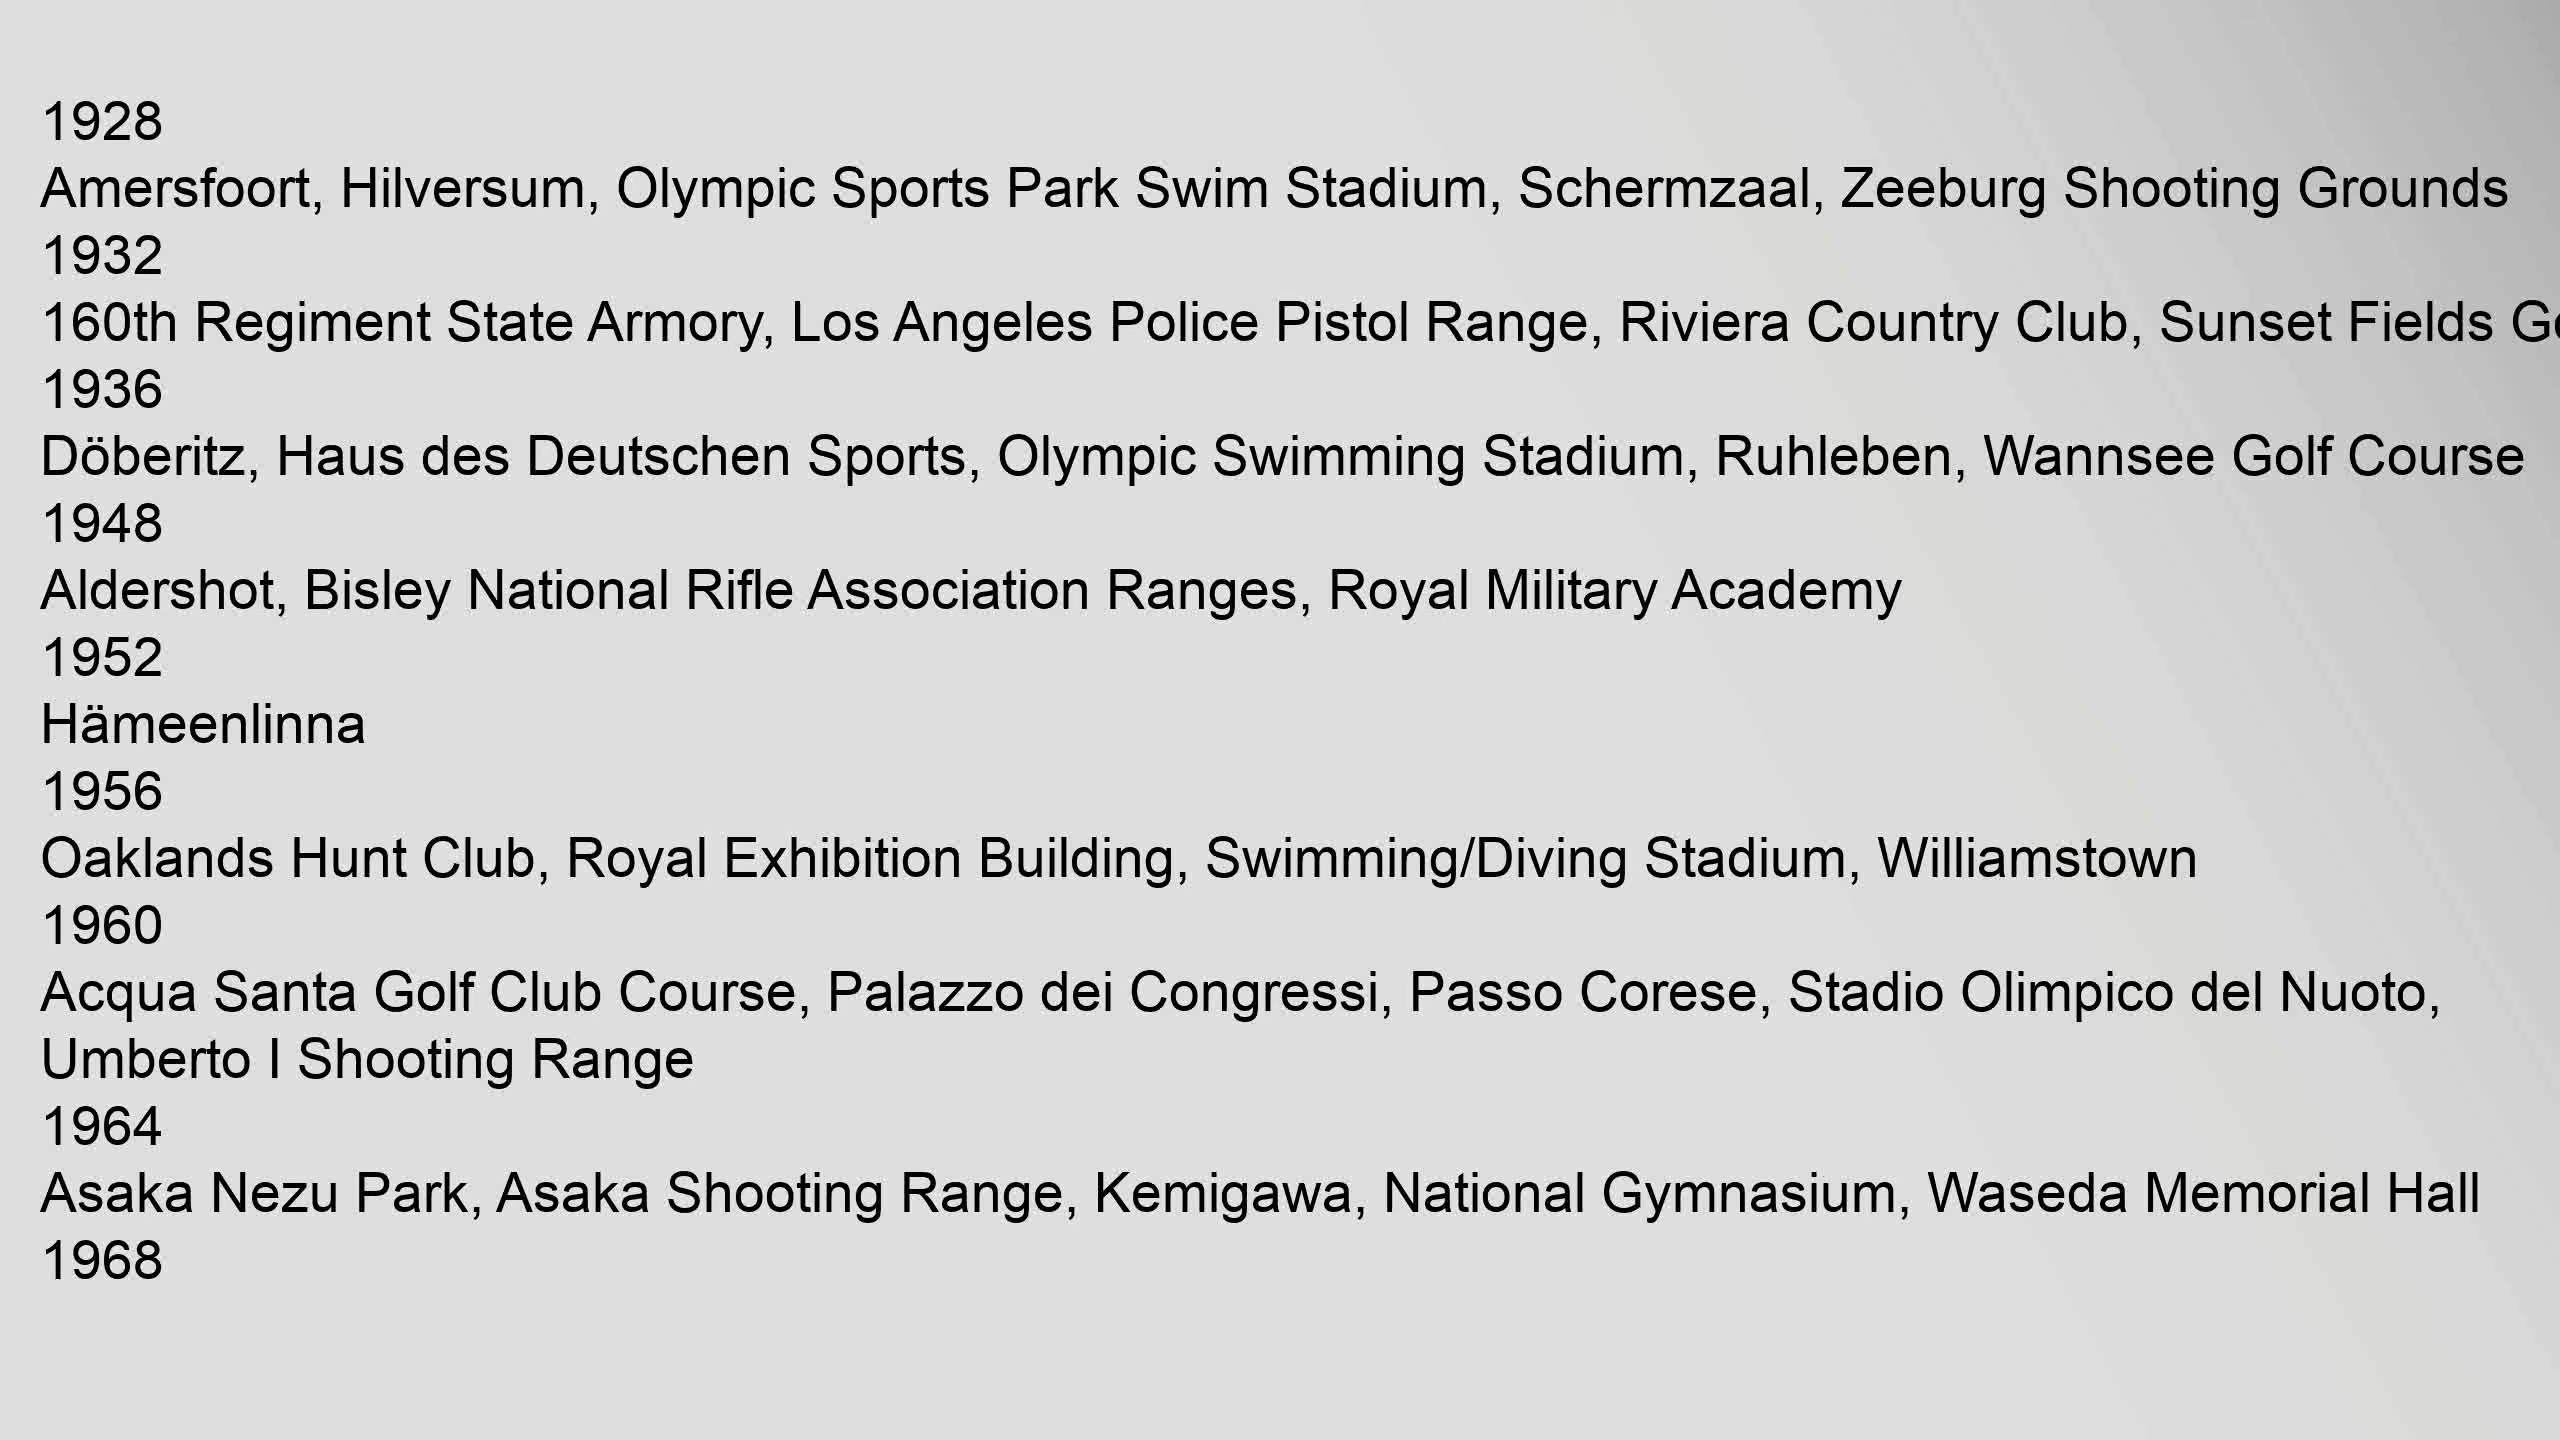 1928
Amersfoort, Hilversum, Olympic Sports Park Swim Stadium, Schermzaal, Zeeburg Shooting Grounds
1932
160th Regiment State Armory, Los Angeles Police Pistol Range, Riviera Country Club, Sunset Fields
1936
Döberitz, Haus des Deutschen Sports, Olympic Swimming Stadium, Ruhleben, Wannsee Golf Course
1948
Aldershot, Bisley National Rifle Association Ranges, Royal Military Academy
1952
Hämeenlinna
1956
Oaklands Hunt Club, Royal Exhibition Building, Swimming/Diving Stadium, Williamstown
1960
Acqua Santa Golf Club Course, Palazzo dei Congressi, Passo Corese, Stadio Olimpico del Nuoto,
Umberto I Shooting Range
1964
Asaka Nezu Park, Asaka Shooting Range, Kemigawa, National Gymnasium, Waseda Memorial Hall
1968